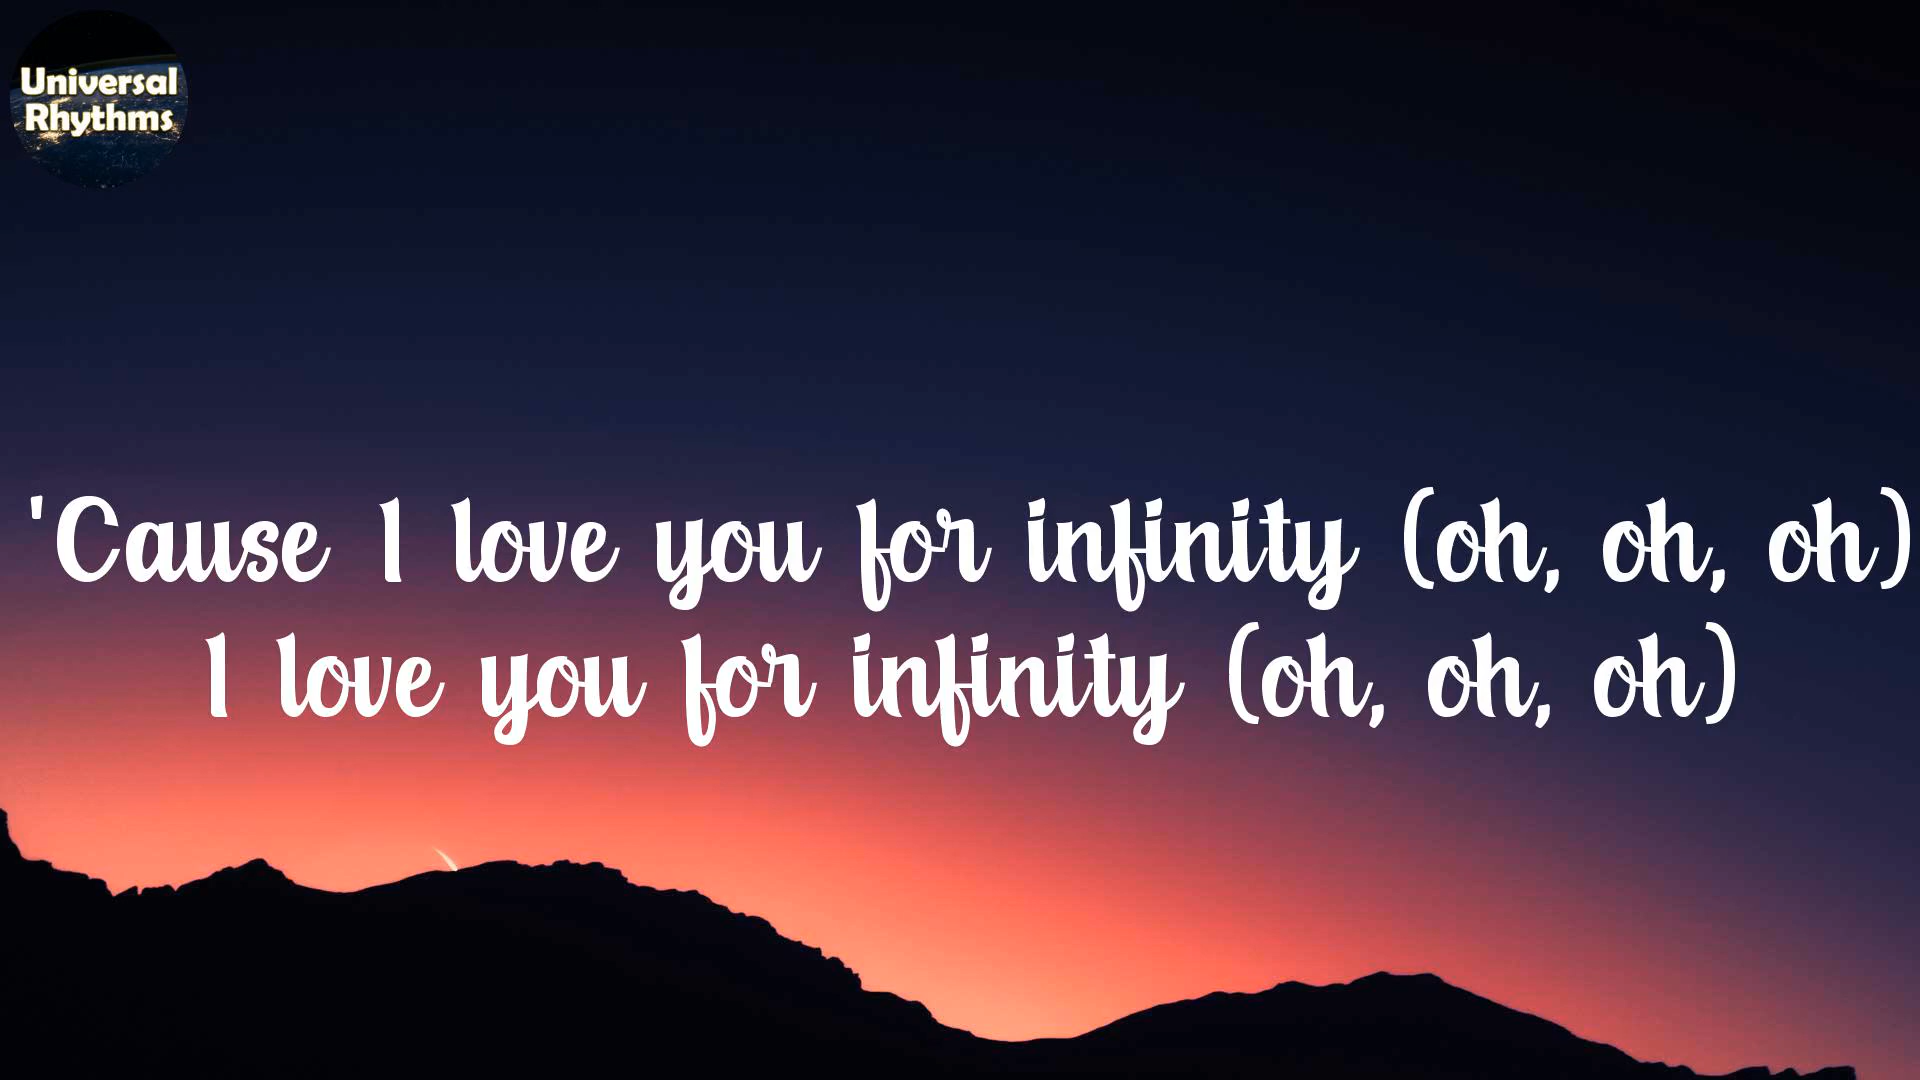 Universal
Rhythms
'Cause I love you for infinity (oh, oh, oh)
I love you for infinity (oh, oh, oh)